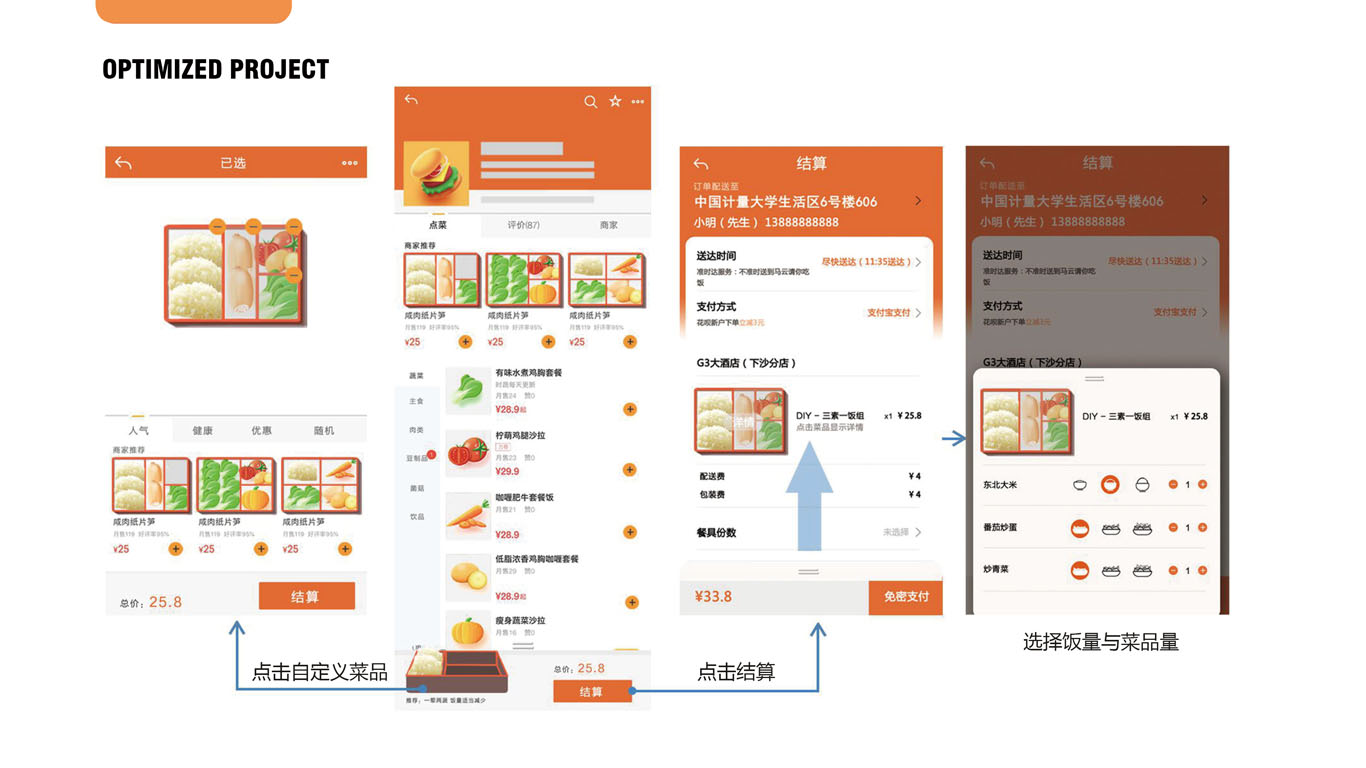 OPTIMIZED PROJECT
已选
人气 健康 优惠 随机
商家推荐
咸肉纸片笋 咸肉纸片笋 咸肉纸片笋
月售119 好评率95% 月售119 好评率95% 月售119 好评率95%
¥25 ¥25 ¥25
总价：25.8
结算
点击自定义菜品
点菜 评价(87) 商家
商家推荐
咸肉纸片笋 咸肉纸片笋 咸肉纸片笋
月售119 好评率95% 月售119 好评率95% 月售119 好评率95%
¥25 ¥25 ¥25
蔬菜
主食
肉类
豆制品
1
菌菇
饮品
有味水煮鸡胸套餐
时蔬每天更新
月售24 赞0
¥28.9起
柠萌鸡腿沙拉
月售23 赞0
¥29.9
咖喱肥牛套餐饭
月售21 赞0
¥28.9
低脂浓香鸡胸咖喱套餐
月售29 赞0
¥28.9起
瘦身蔬菜沙拉
月售16 赞0
总价：25.8
结算
推荐：一荤两蔬 饭量适当减少
点击结算
结算
订单配送至
中国计量大学生活区6号楼606
小明（先生）13888888888
送达时间
尽快送达（11:35送达）
准时达服务：不准时送到马云请你吃
饭
支付方式
支付宝支付
花呗新户下单立减3元
G3大酒店（下沙分店）
详情
DIY – 三素一饭组 x1 ¥ 25.8
点击菜品显示详情
配送费 ¥ 4
包装费 ¥ 4
餐具份数 未选择
¥33.8
免密支付
结算
订单配送至
中国计量大学生活区6号楼606
小明（先生）13888888888
送达时间
尽快送达（11:35送达）
准时达服务：不准时送到马云请你吃
饭
支付方式
支付宝支付
花呗新户下单立减3元
G3大酒店（下沙分店）
DIY – 三素一饭组 x1 ¥ 25.8
东北大米 1
番茄炒蛋 1
炒青菜 1
选择饭量与菜品量